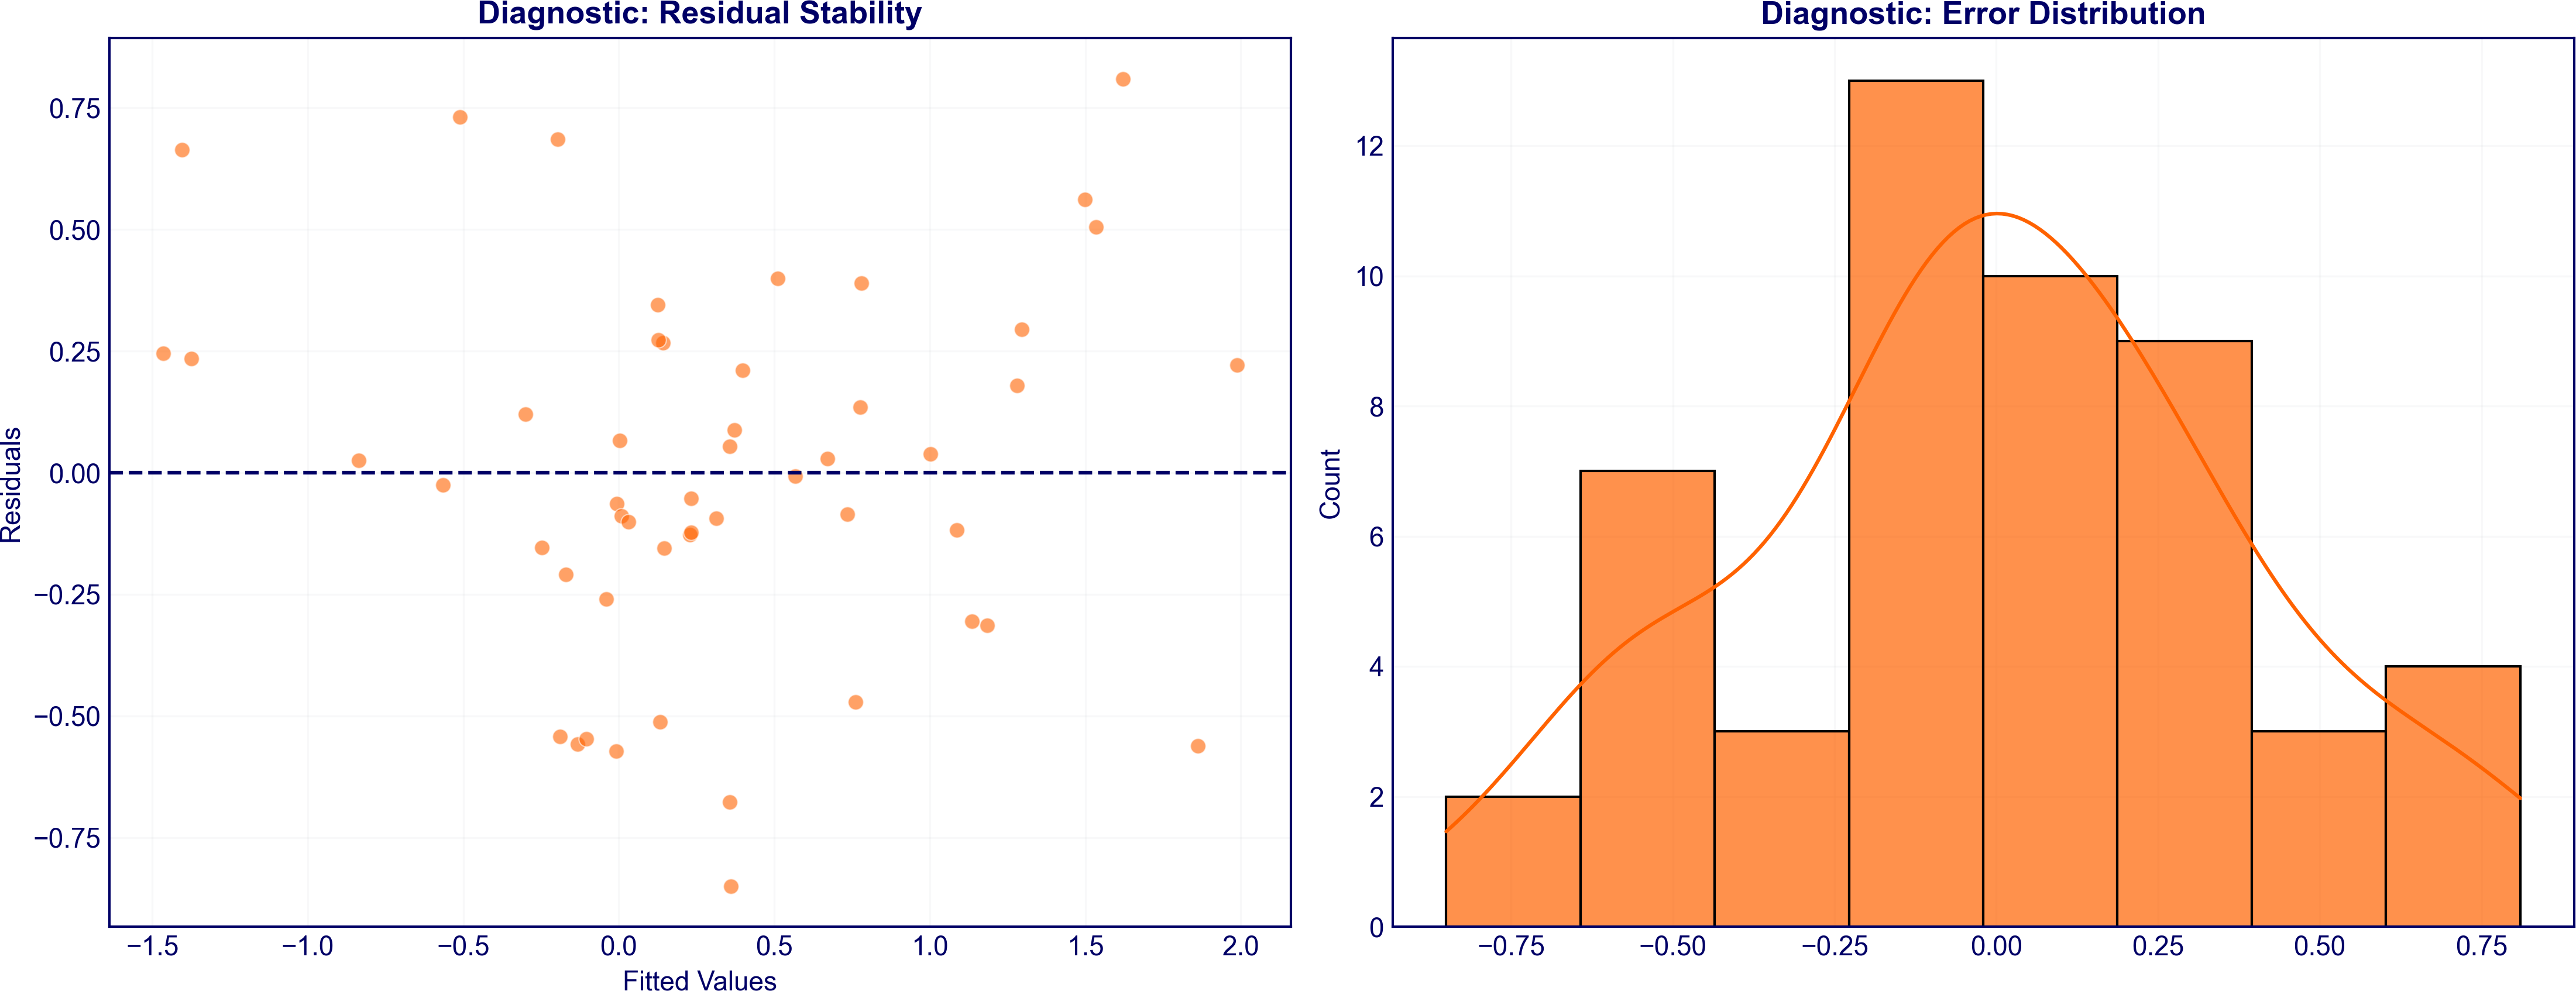 Diagnostic: Residual Stability
0.75
0.50
0.25
0.00
−0.25
−0.50
−0.75
Residuals
−1.5 −1.0 −0.5 0.0 0.5 1.0 1.5 2.0
Fitted Values
Diagnostic: Error Distribution
12
10
8
6
4
2
0
Count
−0.75 −0.50 −0.25 0.00 0.25 0.50 0.75